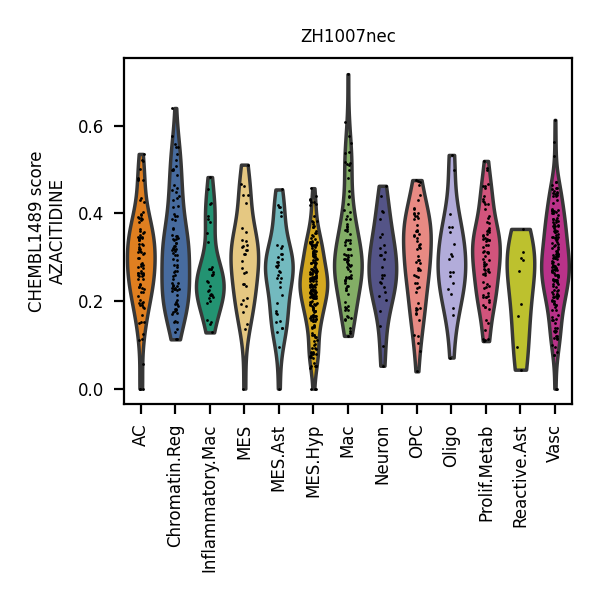 ZH1007nec
CHEMBL1489 score
AZACITIDINE
0.6
0.4
0.2
0.0
AC
Chromatin.Reg
Inflammatory.Mac
MES
MES.Ast
MES.Hyp
Mac
Neuron
OPC
Oligo
Prolif.Metab
Reactive.Ast
Vasc